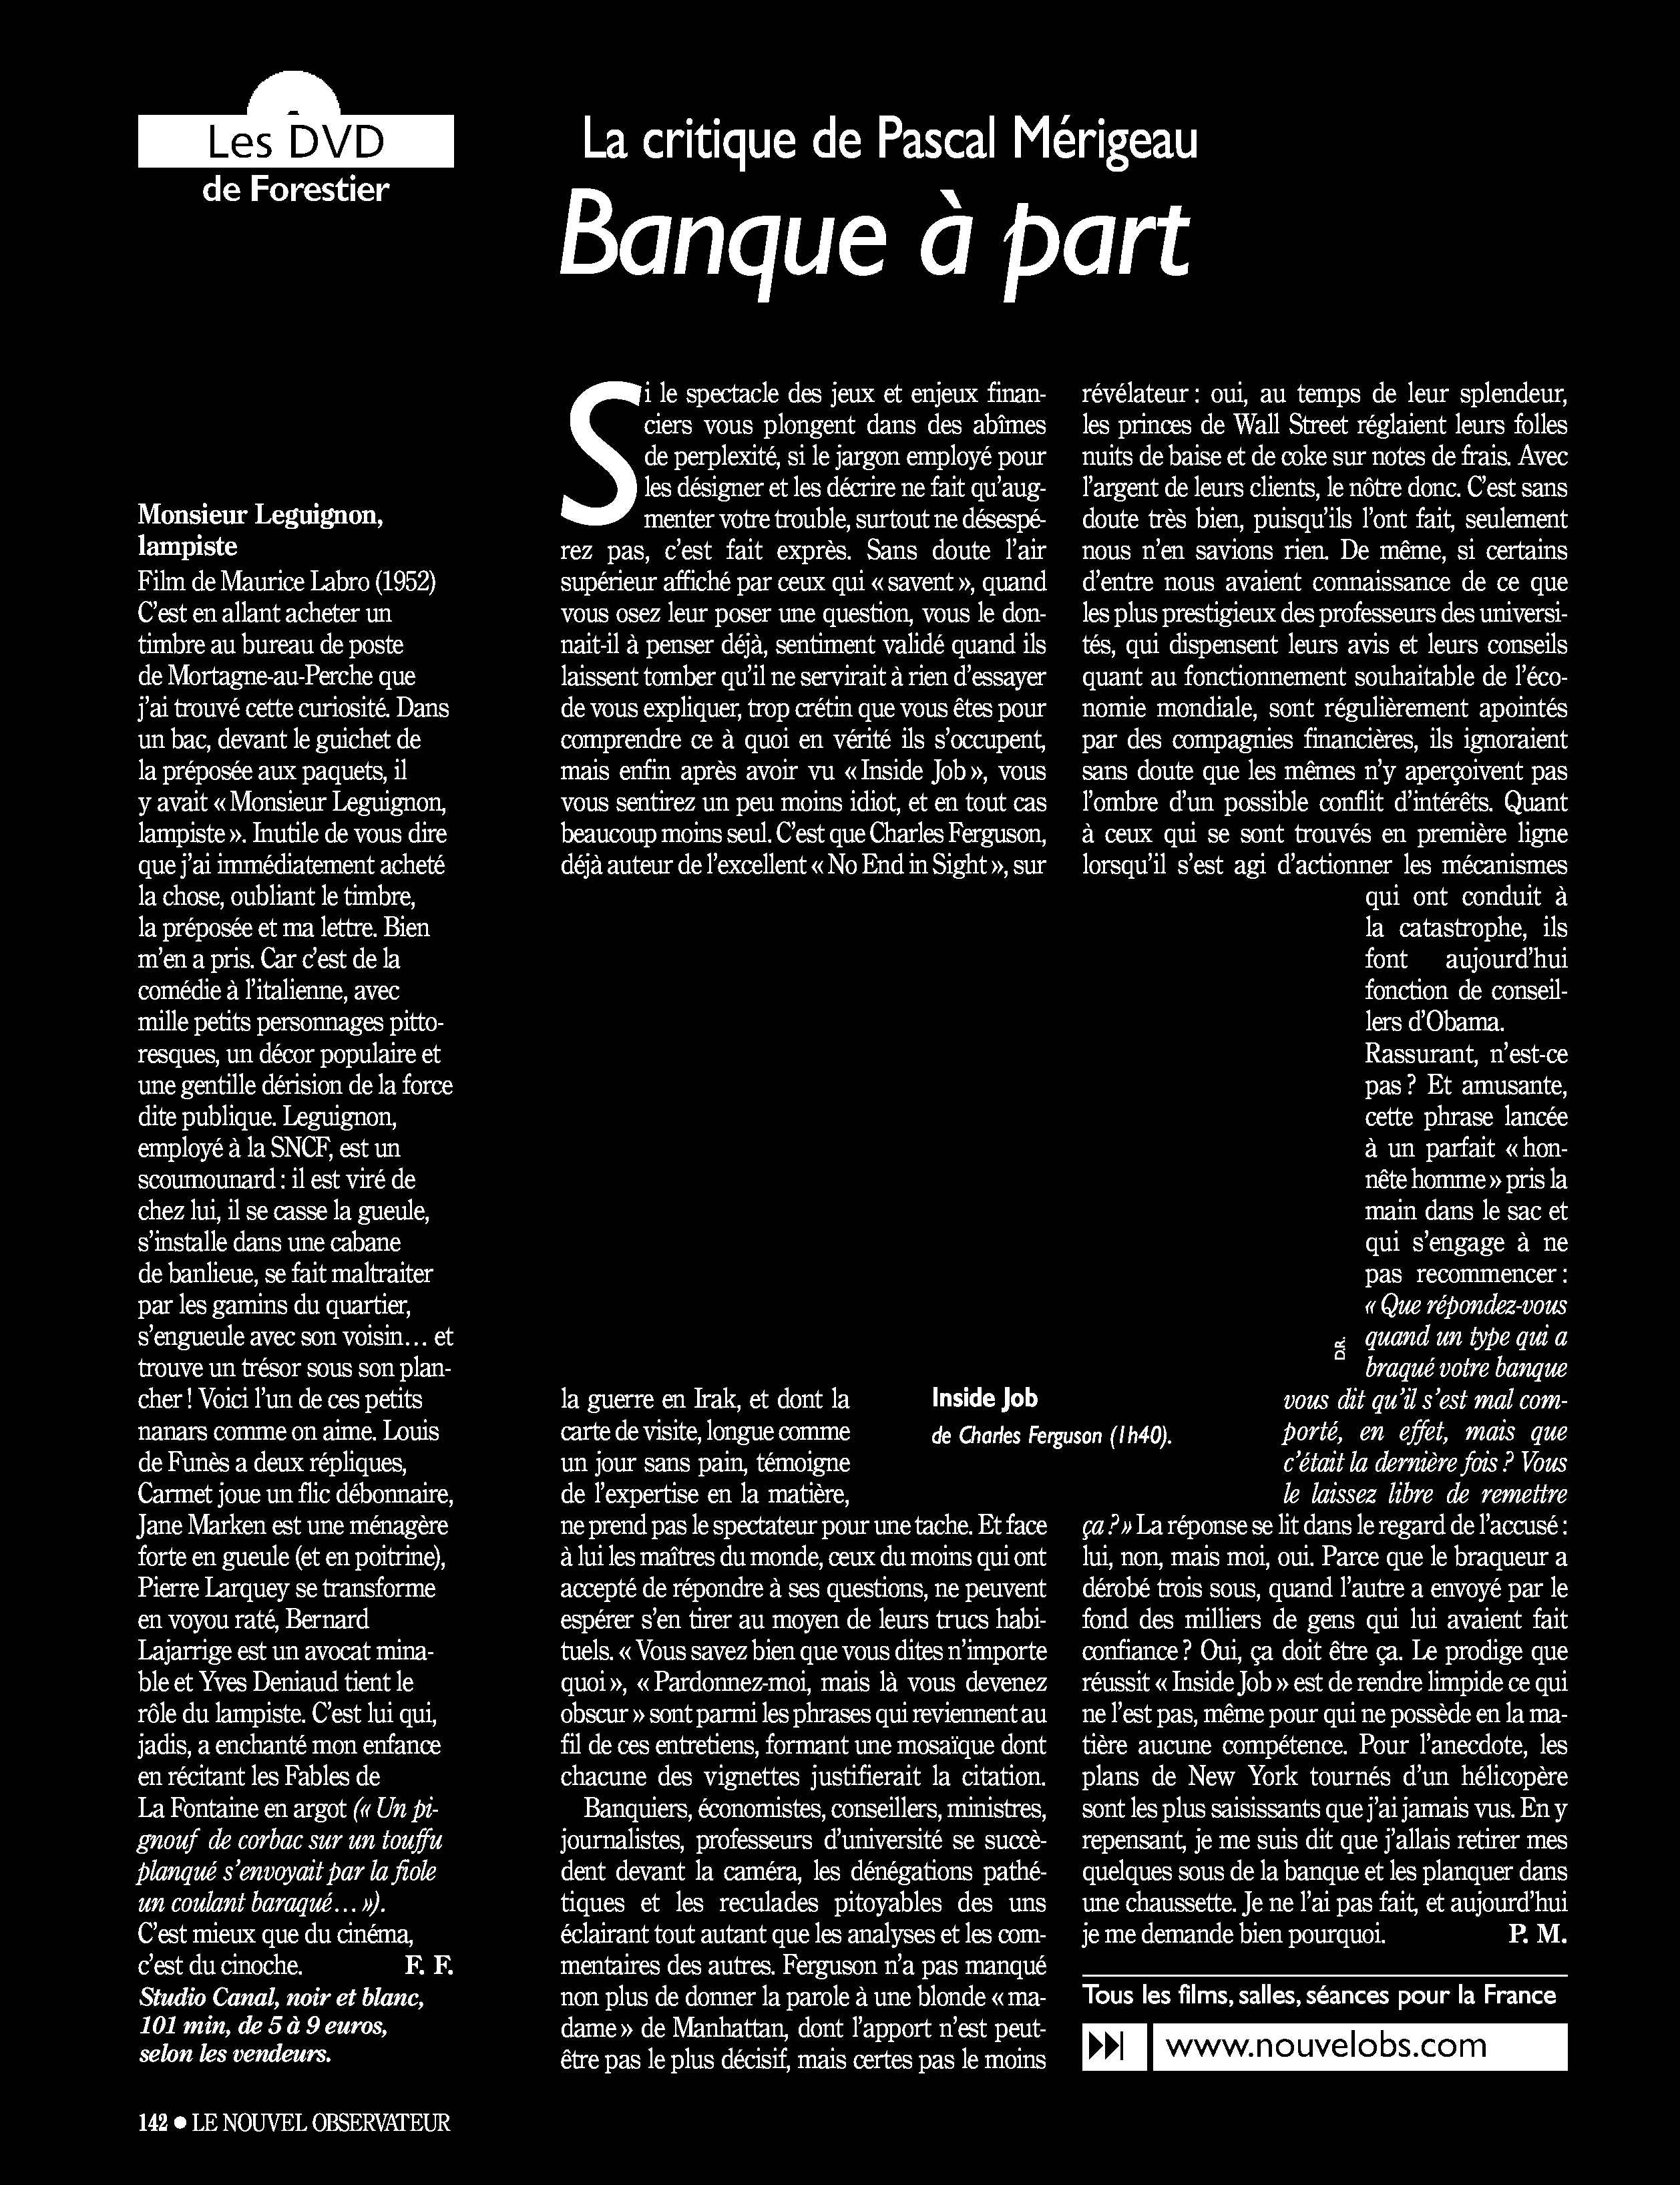 Les DVD
de Forestier
Monsieur Leguignon,
lampiste
Film de Maurice Labro (1952)
C'est en allant acheter un
timbre au bureau de poste
de Mortagne-au-Perche que
j'ai trouvé cette curiosité. Dans
un bac, devant le guichet de
la préposée aux paquets, il
y avait « Monsieur Leguignon,
lampiste ». Inutile de vous dire
que j'ai immédiatement acheté
la chose, oubliant le timbre,
la préposée et ma lettre. Bien
m'en a pris. Car c'est de la
comédie à l'italienne, avec
mille petits personnages pitto-
resques, un décor populaire et
une gentille dérision de la force
dite publique. Leguignon,
employé à la SNCF, est un
scoumounard : il est viré de
chez lui, il se casse la gueule,
s'installe dans une cabane
de banlieue, se fait maltraiter
par les gamins du quartier,
s'engueule avec son voisin... et
trouve un trésor sous son plan-
cher ! Voici l'un de ces petits
nanars comme on aime. Louis
de Funès a deux répliques,
Carmet joue un flic débonnaire,
Jane Marken est une ménagère
forte en gueule (et en poitrine),
Pierre Larquey se transforme
en voyou raté, Bernard
Lajarrige est un avocat mina-
ble et Yves Deniaud tient le
rôle du lampiste. C'est lui qui,
jadis, a enchanté mon enfance
en récitant les Fables de
La Fontaine en argot (« Un pi-
gnouf de corbac sur un touffu
planqué s'envoyait par la fiole
un coulant baraqué... »).
C'est mieux que du cinéma,
c'est du cinoche. F. F.
Studio Canal, noir et blanc,
101 min, de 5 à 9 euros,
selon les vendeurs.
La critique de Pascal Mérigeau
Banque à part
Si le spectacle des jeux et enjeux finan-
ciers vous plongent dans des abîmes
de perplexité, si le jargon employé pour
les désigner et les décrire ne fait qu'aug-
menter votre trouble, surtout ne désespé-
rez pas, c'est fait exprès. Sans doute l'air
supérieur affiché par ceux qui « savent », quand
vous osez leur poser une question, vous le don-
nait-il à penser déjà, sentiment validé quand ils
laissent tomber qu'il ne servirait à rien d'essayer
de vous expliquer, trop crétin que vous êtes pour
comprendre ce à quoi en vérité ils s'occupent,
mais enfin après avoir vu « Inside Job », vous
vous sentirez un peu moins idiot, et en tout cas
beaucoup moins seul. C'est que Charles Ferguson,
déjà auteur de l'excellent « No End in Sight », sur
la guerre en Irak, et dont la
carte de visite, longue comme
un jour sans pain, témoigne
de l'expertise en la matière,
ne prend pas le spectateur pour une tache. Et face
à lui les maîtres du monde, ceux du moins qui ont
accepté de répondre à ses questions, ne peuvent
espérer s'en tirer au moyen de leurs trucs habi-
tuels. « Vous savez bien que vous dites n'importe
quoi », « Pardonnez-moi, mais là vous devenez
obscur » sont parmi les phrases qui reviennent au
fil de ces entretiens, formant une mosaïque dont
chacune des vignettes justifierait la citation.
Banquiers, économistes, conseillers, ministres,
journalistes, professeurs d'université se succè-
dent devant la caméra, les dénégations pathé-
tiques et les reculades pitoyables des uns
éclairant tout autant que les analyses et les com-
mentaires des autres. Ferguson n'a pas manqué
non plus de donner la parole à une blonde « ma-
dame » de Manhattan, dont l'apport n'est peut-
être pas le plus décisif, mais certes pas le moins
Inside Job
de Charles Ferguson (1h40).
D.R.
révélateur : oui, au temps de leur splendeur,
les princes de Wall Street réglaient leurs folles
nuits de baise et de coke sur notes de frais. Avec
l'argent de leurs clients, le nôtre donc. C'est sans
doute très bien, puisqu'ils l'ont fait, seulement
nous n'en savions rien. De même, si certains
d'entre nous avaient connaissance de ce que
les plus prestigieux des professeurs des universi-
tés, qui dispensent leurs avis et leurs conseils
quant au fonctionnement souhaitable de l'éco-
nomie mondiale, sont régulièrement apointés
par des compagnies financières, ils ignoraient
sans doute que les mêmes n'y aperçoivent pas
l'ombre d'un possible conflit d'intérêts. Quant
à ceux qui se sont trouvés en première ligne
lorsqu'il s'est agi d'actionner les mécanismes
qui ont conduit à
la catastrophe, ils
font aujourd'hui
fonction de conseil-
lers d'Obama.
Rassurant, n'est-ce
pas ? Et amusante,
cette phrase lancée
à un parfait « hon-
nête homme » pris la
main dans le sac et
qui s'engage à ne
pas recommencer :
« Que répondez-vous
quand un type qui a
braqué votre banque
vous dit qu'il s'est mal com-
porté, en effet, mais que
c'était la dernière fois ? Vous
le laissez libre de remettre
ça ? » La réponse se lit dans le regard de l'accusé :
lui, non, mais moi, oui. Parce que le braqueur a
dérobé trois sous, quand l'autre a envoyé par le
fond des milliers de gens qui lui avaient fait
confiance ? Oui, ça doit être ça. Le prodige que
réussit « Inside Job » est de rendre limpide ce qui
ne l'est pas, même pour qui ne possède en la ma-
tière aucune compétence. Pour l'anecdote, les
plans de New York tournés d'un hélicopère
sont les plus saisissants que j'ai jamais vus. En y
repensant, je me suis dit que j'allais retirer mes
quelques sous de la banque et les planquer dans
une chaussette. Je ne l'ai pas fait, et aujourd'hui
je me demande bien pourquoi. P. M.
Tous les films, salles, séances pour la France
www.nouvelobs.com
142 ● LE NOUVEL OBSERVATEUR